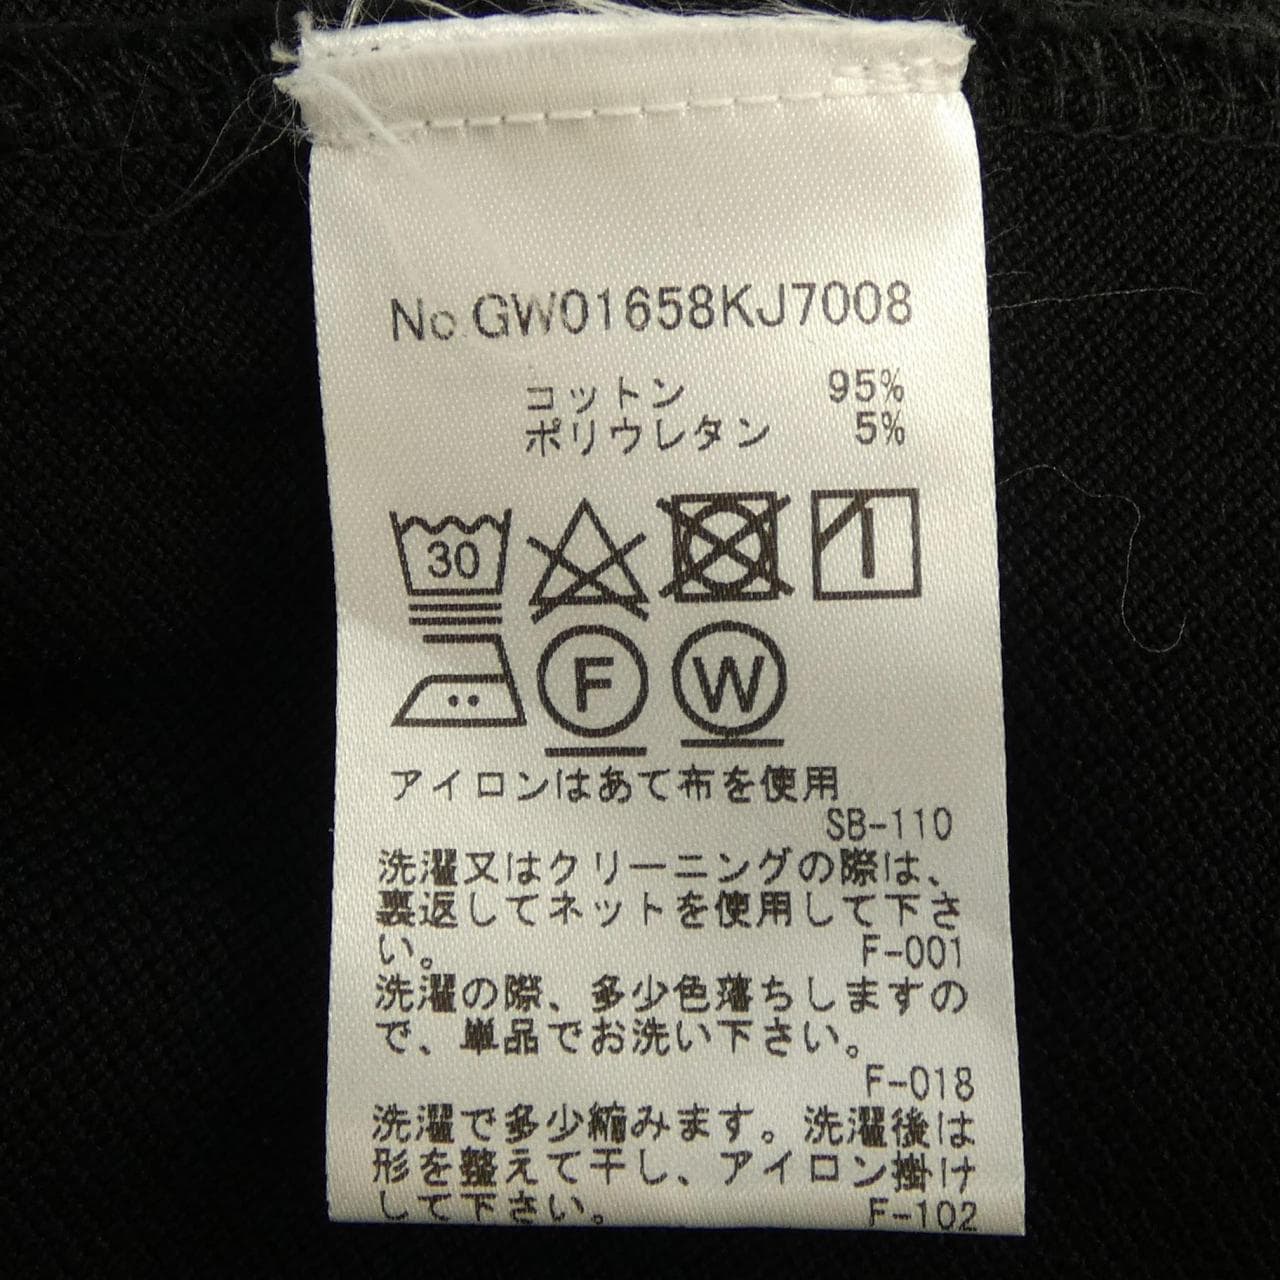 No.GW01658KJ7008
コットン 95%
ポリウレタン 5%
30
F W
アイロンはあて布を使用
SB-110
洗濯又はクリーニングの際は、
裏返してネットを使用して下さ
い。 F-001
洗濯の際、多少色落ちしますの
で、単品でお洗い下さい。
F-018
洗濯で多少縮みます。洗濯後は
形を整えて干し、アイロン掛け
して下さい。 F-102